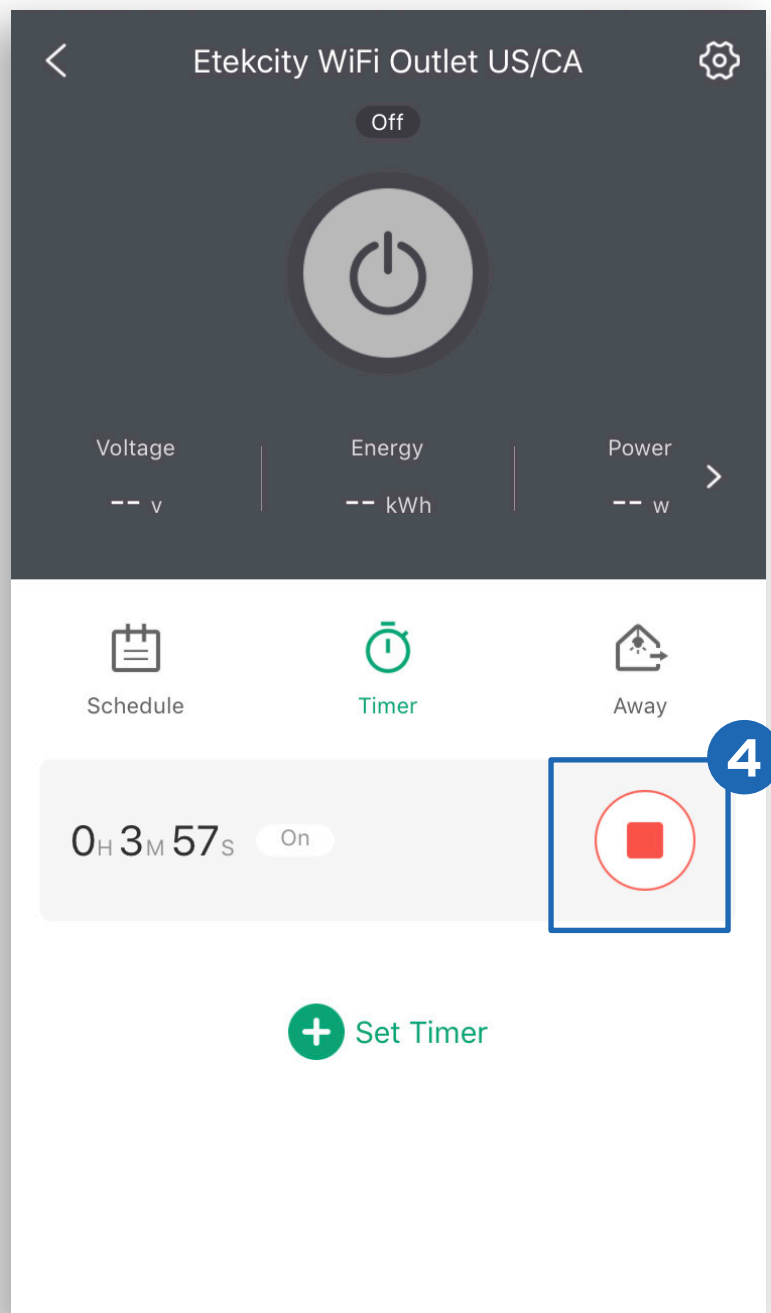 Etekcity WiFi Outlet US/CA
Off
Voltage Energy Power
-- v -- kWh -- w
Schedule Timer Away
4
0H 3M 57S On
Set Timer